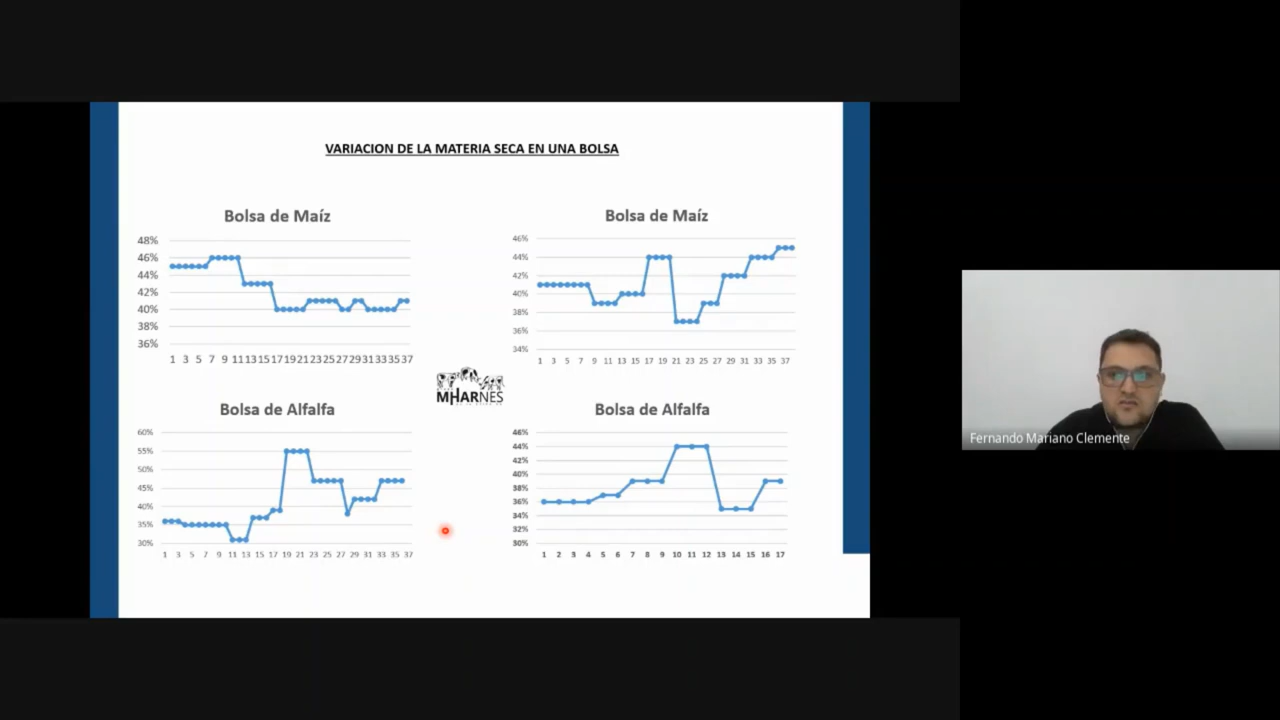 VARIACION DE LA MATERIA SECA EN UNA BOLSA
Bolsa de Maíz
48%
46%
44%
42%
40%
38%
36%
1 3 5 7 9 11 13 15 17 19 21 23 25 27 29 31 33 35 37
Bolsa de Maíz
46%
44%
42%
40%
38%
36%
34%
1 3 5 7 9 11 13 15 17 19 21 23 25 27 29 31 33 35 37
MHARNES
Bolsa de Alfalfa
60%
55%
50%
45%
40%
35%
30%
1 3 5 7 9 11 13 15 17 19 21 23 25 27 29 31 33 35 37
Bolsa de Alfalfa
46%
44%
42%
40%
38%
36%
34%
32%
30%
1 2 3 4 5 6 7 8 9 10 11 12 13 14 15 16 17
Fernando Mariano Clemente